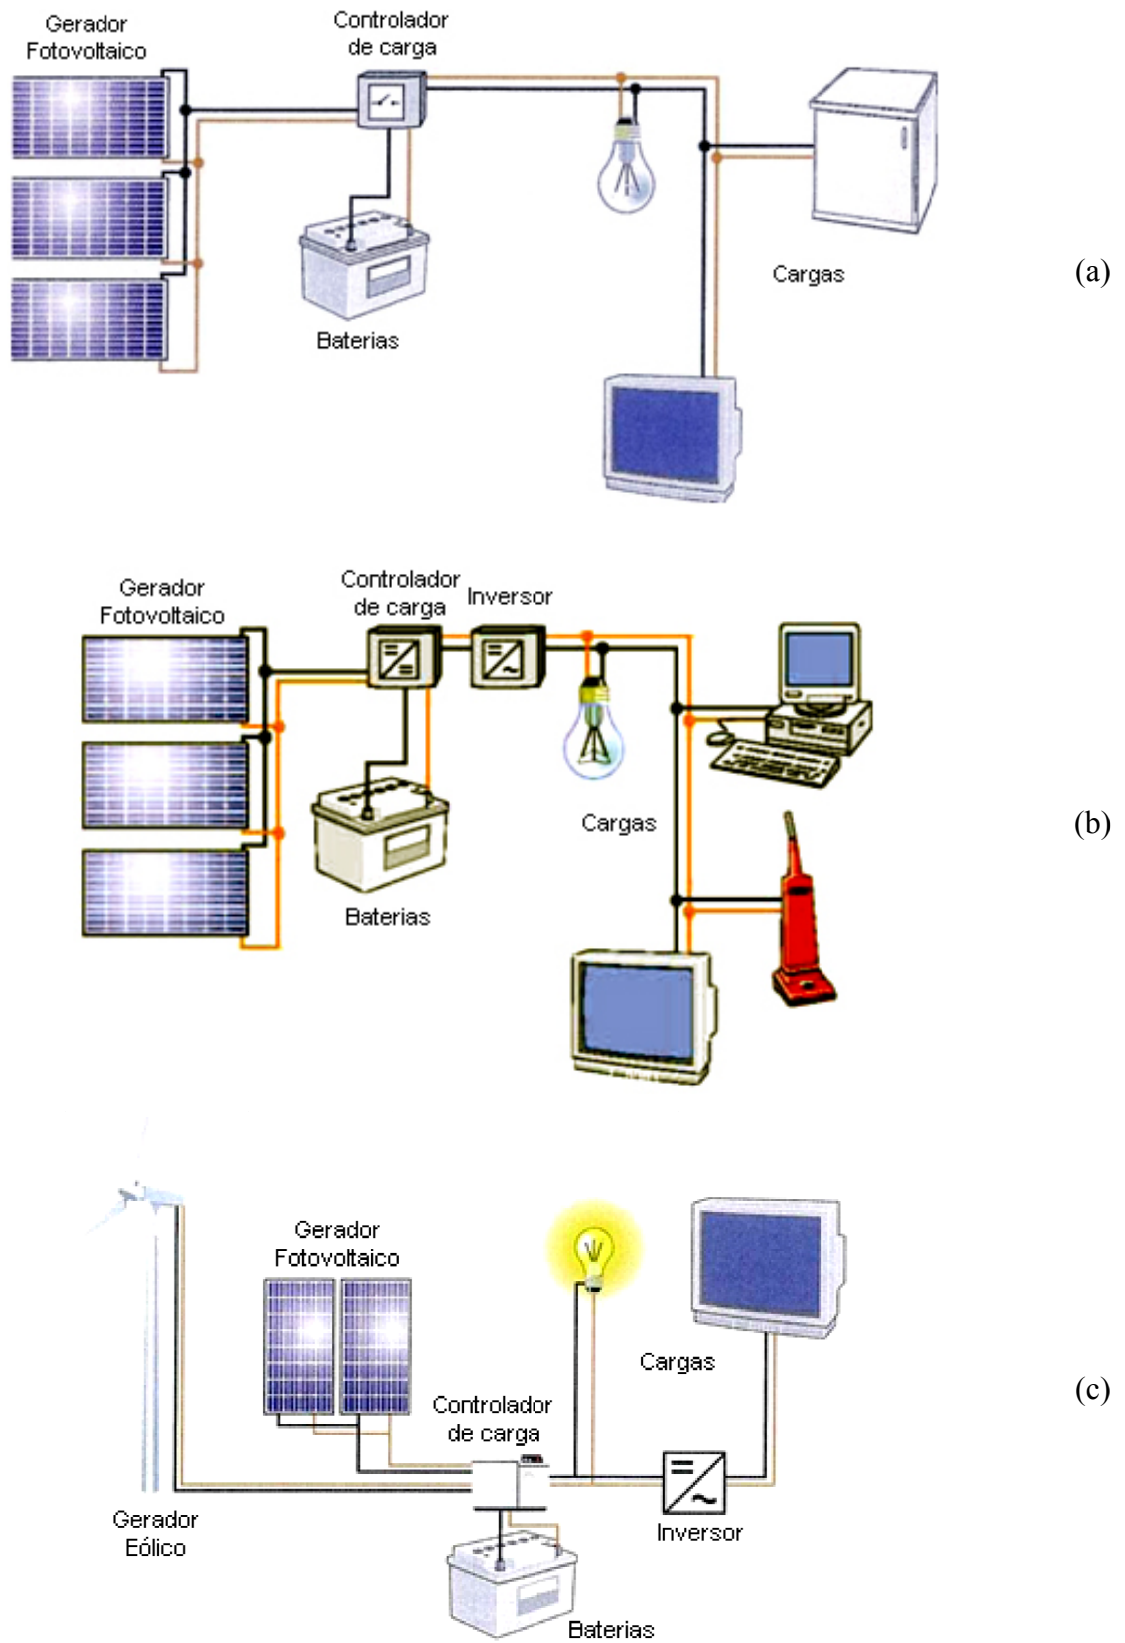 Gerador
Fotovoltaico
Controlador
de carga
Baterias
Cargas
(a)
Gerador
Fotovoltaico
Controlador
de carga
Inversor
Cargas
Baterias
(b)
Gerador
Fotovoltaico
Cargas
Controlador
de carga
Gerador
Eólico
Inversor
Baterias
(c)